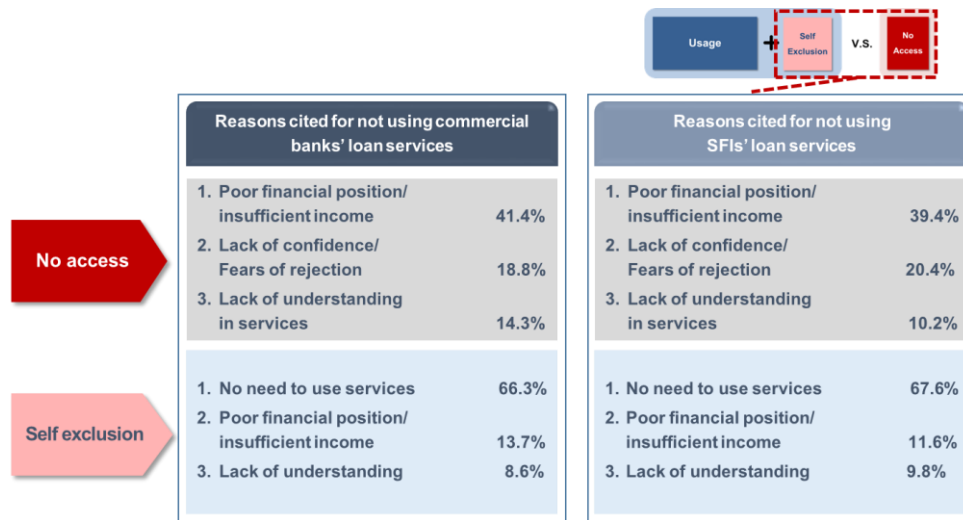 Usage
+
Self
Exclusion
V.S.
No
Access
Reasons cited for not using commercial
banks' loan services
No access
1. Poor financial position/
insufficient income 41.4%
2. Lack of confidence/
Fears of rejection 18.8%
3. Lack of understanding
in services 14.3%
Self exclusion
1. No need to use services 66.3%
2. Poor financial position/
insufficient income 13.7%
3. Lack of understanding 8.6%
Reasons cited for not using
SFIs' loan services
1. Poor financial position/
insufficient income 39.4%
2. Lack of confidence/
Fears of rejection 20.4%
3. Lack of understanding
in services 10.2%
1. No need to use services 67.6%
2. Poor financial position/
insufficient income 11.6%
3. Lack of understanding 9.8%